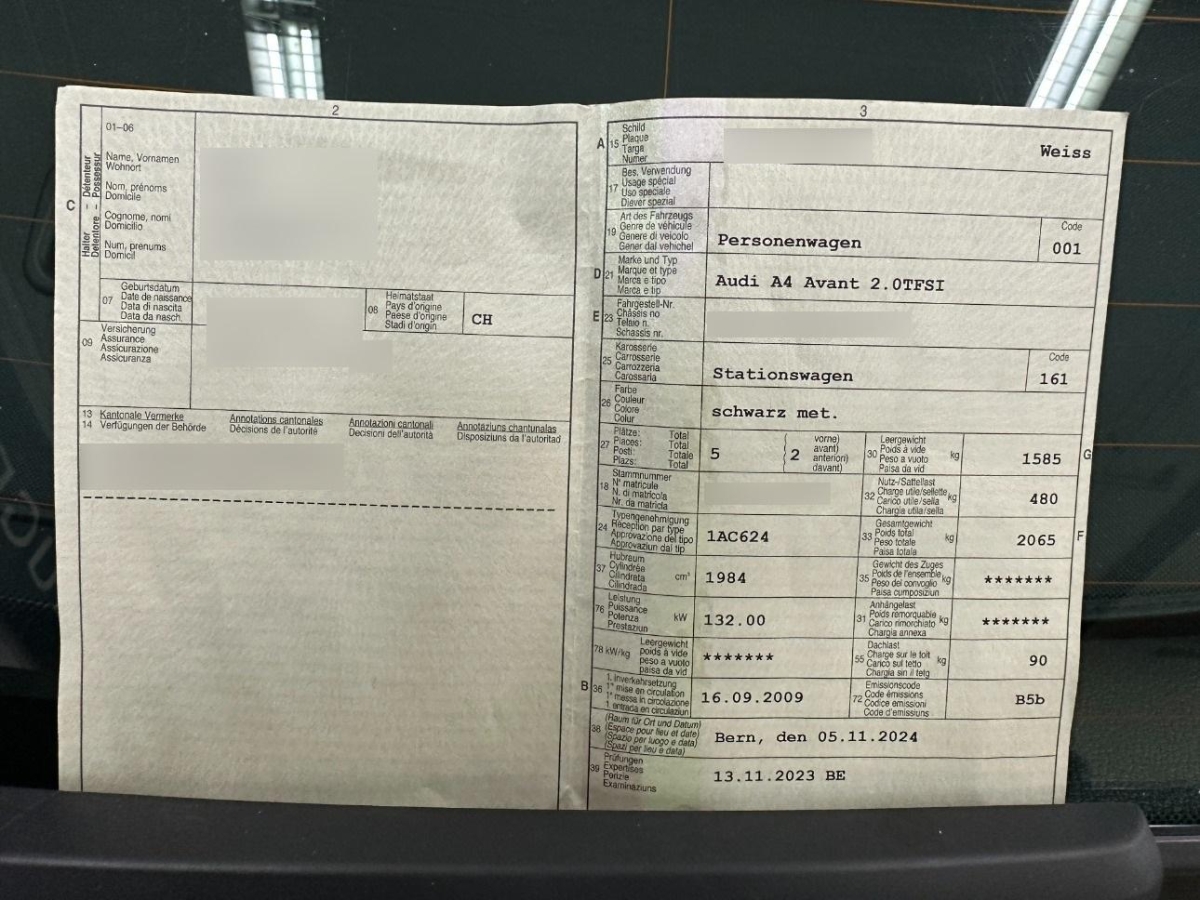 2
01-06
C
Halter - Détenteur
Detentore - Possessur
Name, Vornamen
Wohnort
Nom, prénoms
Domicile
Cognome, nomi
Domicilio
Num, prenums
Domicil
07
Geburtsdatum
Date de naissance
Data di nascita
Data da nasch.
08
Heimatstaat
Pays d'origine
Paese d'origine
Stadi d'origin
CH
09
Versicherung
Assurance
Assicurazione
Assicuranza
13 Kantonale Vermerke Annotations cantonales Annotazioni cantonali Annotaziuns chantunalas
14 Verfügungen der Behörde Décisions de l'autorité Decisioni dell'autorità Disposiziuns da l'autoritad
3
A 15
Schild
Plaque
Targa
Numer
Weiss
17
Bes. Verwendung
Usage spécial
Uso speciale
Diever spezial
19
Art des Fahrzeugs
Genre de véhicule
Genere di veicolo
Gener dal vehichel
Personenwagen
Code
001
D 21
Marke und Typ
Marque et type
Marca e tipo
Marca e tip
Audi A4 Avant 2.0TFSI
E 23
Fahrgestell-Nr.
Châssis no
Telaio n.
Schassis nr.
25
Karosserie
Carrosserie
Carrozzeria
Carossaria
Stationswagen
Code
161
26
Farbe
Couleur
Colore
Colur
schwarz met.
27
Plätze: Total
Places: Total
Posti: Totale
Plazs: Total
5
2
vorne)
avant)
anteriori)
davant)
30
Leergewicht
Poids à vide
Peso a vuoto
Paisa da vid
kg
1585
G
18
Stammnummer
N° matricule
N. di matricola
Nr. da matricla
32
Nutz-/Sattellast
Charge utile/sellette
Carico utile/sella
Chargia utila/sella
kg
480
24
Typengenehmigung
Réception par type
Approvazione del tipo
Approvaziun dal tip
1AC624
33
Gesamtgewicht
Poids total
Peso totale
Paisa totala
kg
2065
F
37
Hubraum
Cylindrée
Cilindrata
Cilindrada
cm³
1984
35
Gewicht des Zuges
Poids de l'ensemble
Peso del convoglio
Paisa cumposiziun
kg
*******
76
Leistung
Puissance
Potenza
Prestaziun
kW
132.00
31
Anhängelast
Poids remorquable
Carico rimorchiato
Chargia annexa
kg
*******
78 kW/kg
Leergewicht
poids à vide
peso a vuoto
paisa da vid
*******
55
Dachlast
Charge sur le toit
Carico sul tetto
Chargia sin il tetg
kg
90
B 36
1. Inverkehrsetzung
1re mise en circulation
1a messa in circolazione
1. entrada en circulaziun
16.09.2009
72
Emissionscode
Code émissions
Codice emissioni
Code d'emissiuns
B5b
38
(Raum für Ort und Datum)
(Espace pour lieu et date)
(Spazio per luogo e data)
(Spazi per lieu e data)
Bern, den 05.11.2024
39
Prüfungen
Expertises
Perizie
Examinaziuns
13.11.2023 BE